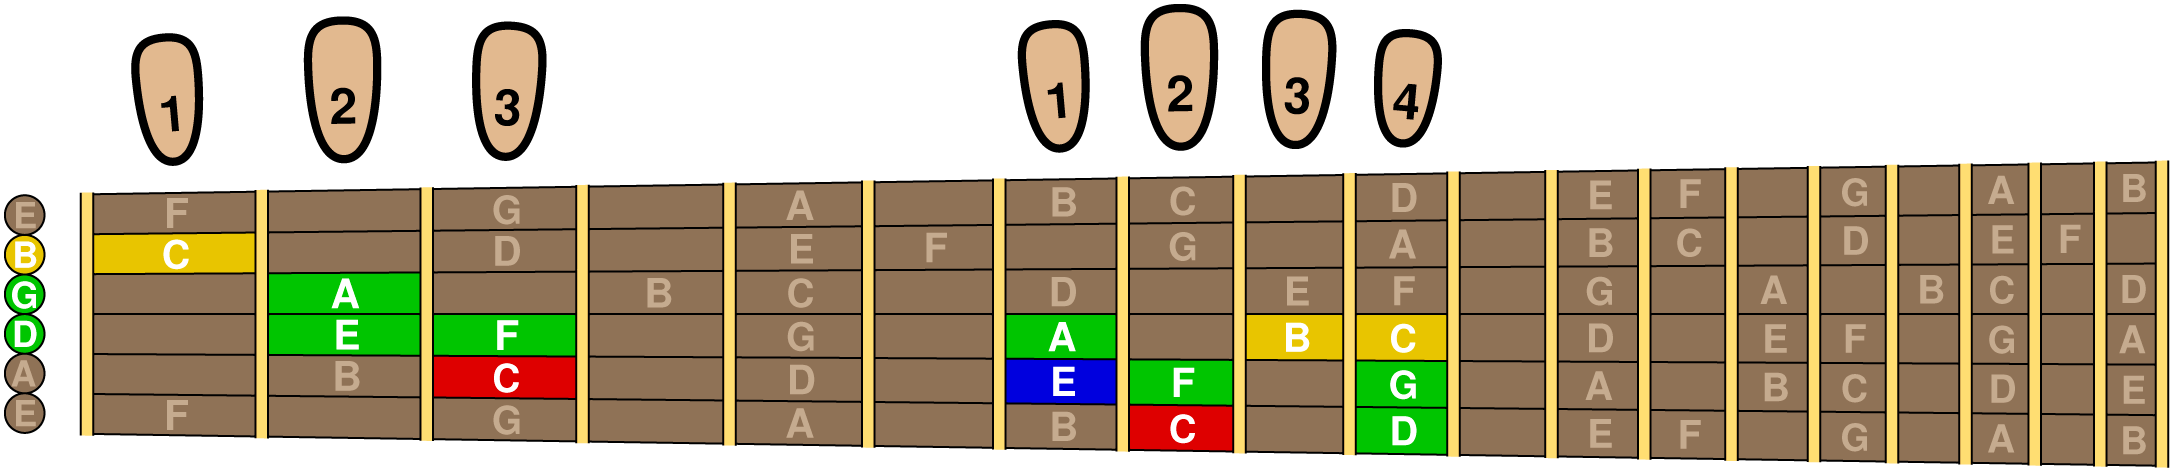 1 2 3 1 2 3 4
E F G A B C D E F G A B
B C D E F G A B C D E F
G A B C D E F G A B C D
D E F G A B C D E F G A
A B C D E F G A B C D E
E F G A B C D E F G A B